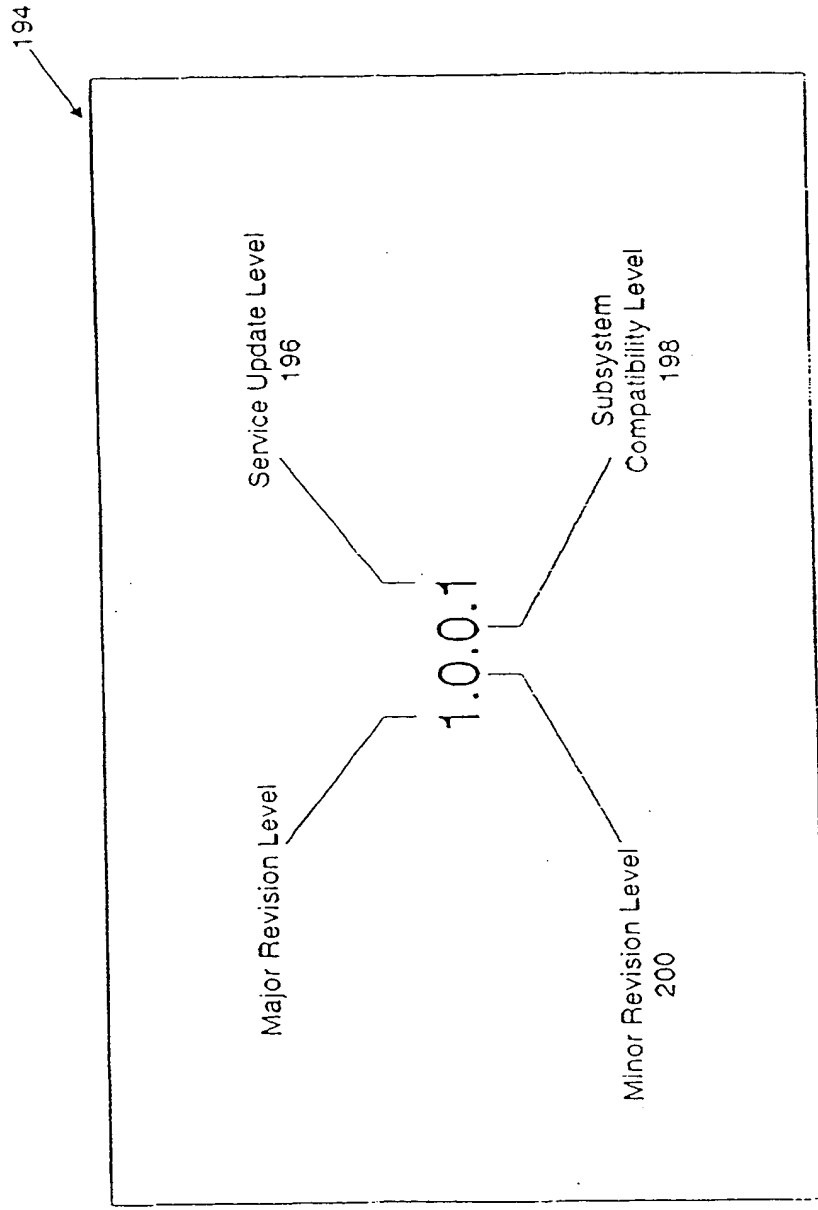 194
Major Revision Level
Service Update Level
196
1.0.0.1
Minor Revision Level
200
Subsystem
Compatibility Level
198